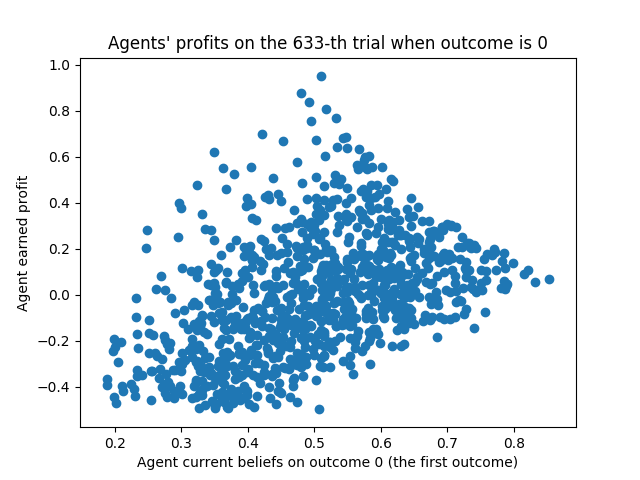 Agents' profits on the 633-th trial when outcome is 0
Agent earned profit
1.0
0.8
0.6
0.4
0.2
0.0
−0.2
−0.4
0.2 0.3 0.4 0.5 0.6 0.7 0.8
Agent current beliefs on outcome 0 (the first outcome)